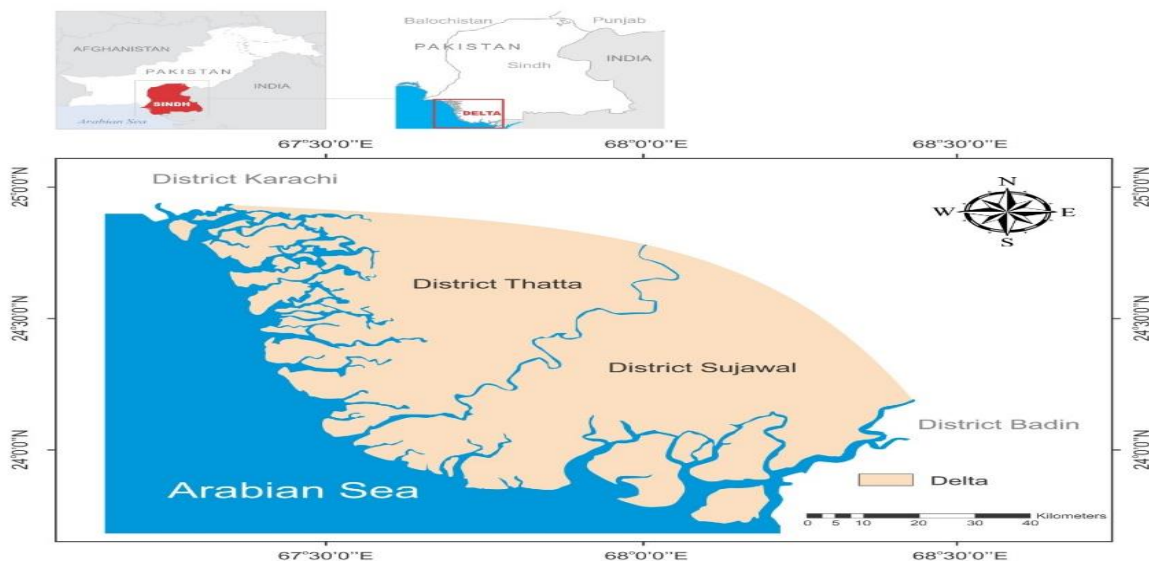 AFGHANISTAN
PAKISTAN
INDIA
SINDH
Arabian Sea
Balochistan
Punjab
PAKISTAN
INDIA
Sindh
DELTA
67°30'0"E
68°0'0"E
68°30'0"E
25°0'0"N
24°30'0"N
24°0'0"N
District Karachi
N
W
E
S
District Thatta
District Sujawal
District Badin
Arabian Sea
Delta
Kilometers
0 2 5 10 20 30 40
25°0'0"N
24°30'0"N
24°0'0"N
67°30'0"E
68°0'0"E
68°30'0"E